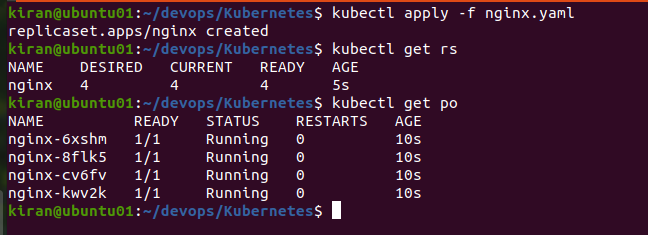 kiran@ubuntu01:~/devops/Kubernetes$ kubectl apply -f nginx.yaml
replicaset.apps/nginx created
kiran@ubuntu01:~/devops/Kubernetes$ kubectl get rs
NAME    DESIRED   CURRENT   READY   AGE
nginx   4         4         4       5s
kiran@ubuntu01:~/devops/Kubernetes$ kubectl get po
NAME          READY   STATUS    RESTARTS   AGE
nginx-6xshm   1/1     Running   0          10s
nginx-8flk5   1/1     Running   0          10s
nginx-cv6fv   1/1     Running   0          10s
nginx-kwv2k   1/1     Running   0          10s
kiran@ubuntu01:~/devops/Kubernetes$